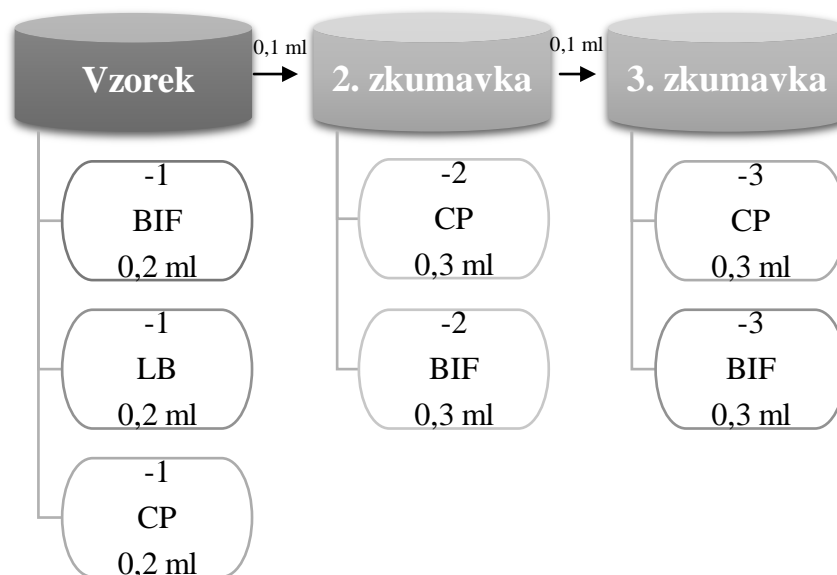 Vzorek
0,1 ml
2. zkumavka
0,1 ml
3. zkumavka
-1
BIF
0,2 ml
-1
LB
0,2 ml
-1
CP
0,2 ml
-2
CP
0,3 ml
-2
BIF
0,3 ml
-3
CP
0,3 ml
-3
BIF
0,3 ml